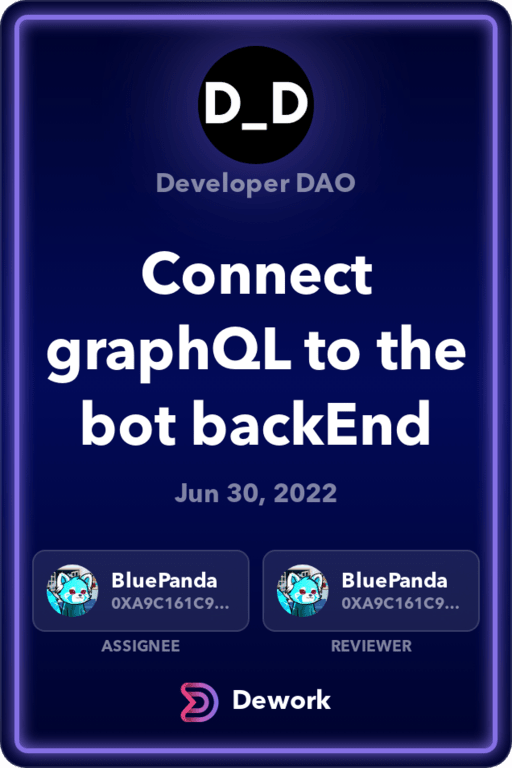 D_D
Developer DAO
Connect
graphQL to the
bot backEnd
Jun 30, 2022
BluePanda
0XA9C161C9...
ASSIGNEE
BluePanda
0XA9C161C9...
REVIEWER
Dework